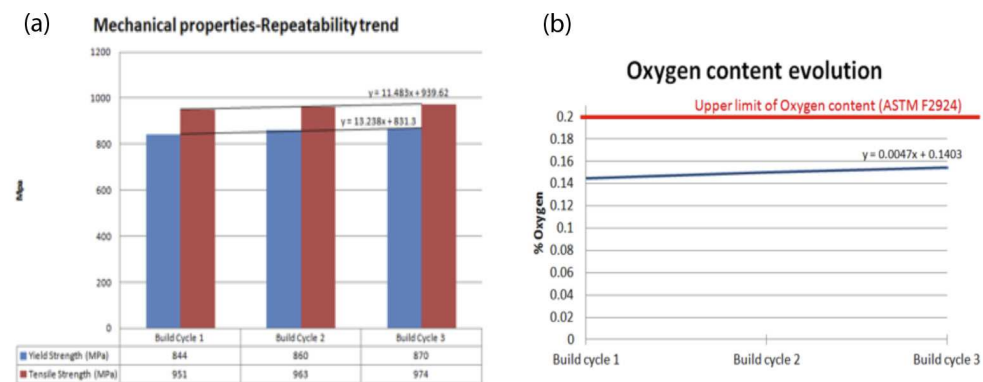 (a)
Mechanical properties-Repeatability trend
1200
1000
800
600
400
200
0
Mpa
y = 11.483x + 939.62
y = 13.238x + 831.3
Build Cycle 1 Build Cycle 2 Build Cycle 3
Yield Strength (MPa) 844 860 870
Tensile Strength (MPa) 951 963 974
(b)
Oxygen content evolution
Upper limit of Oxygen content (ASTM F2924)
0.2
0.18
0.16
0.14
0.12
0.1
0.08
0.06
0.04
0.02
0
% Oxygen
y = 0.0047x + 0.1403
Build cycle 1 Build cycle 2 Build cycle 3